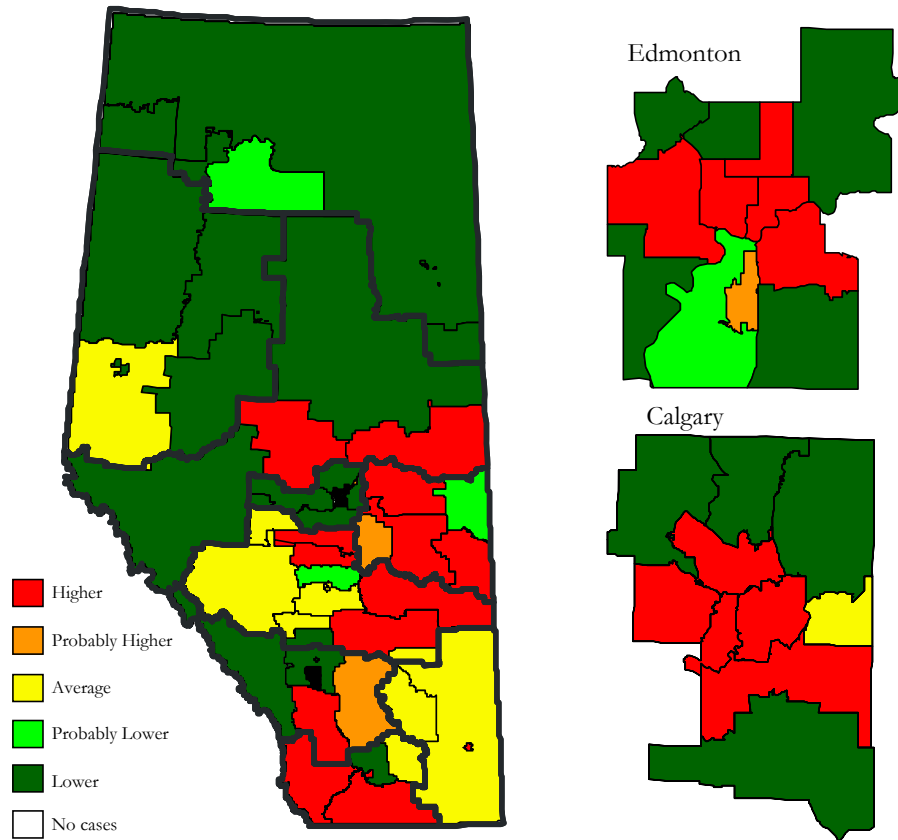 Edmonton
Calgary
Higher
Probably Higher
Average
Probably Lower
Lower
No cases